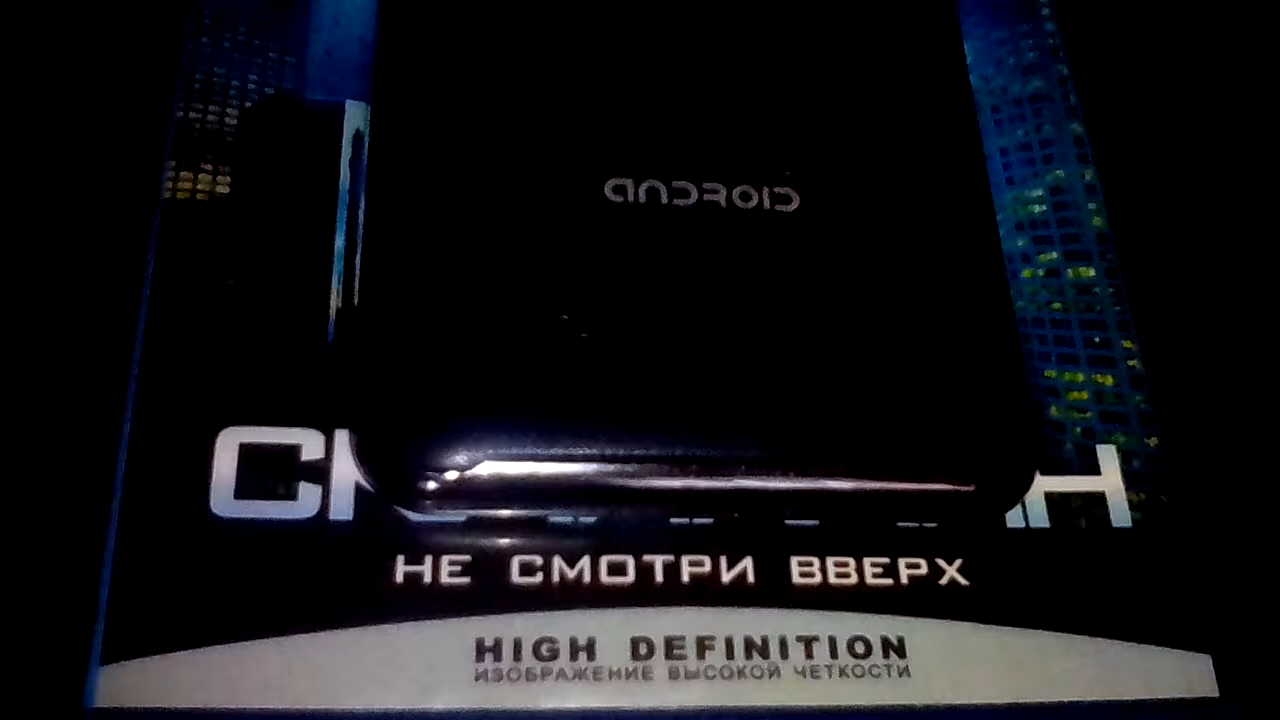 ANDROID
НЕ СМОТРИ ВВЕРХ
HIGH DEFINITION
ИЗОБРАЖЕНИЕ ВЫСОКОЙ ЧЕТКОСТИ